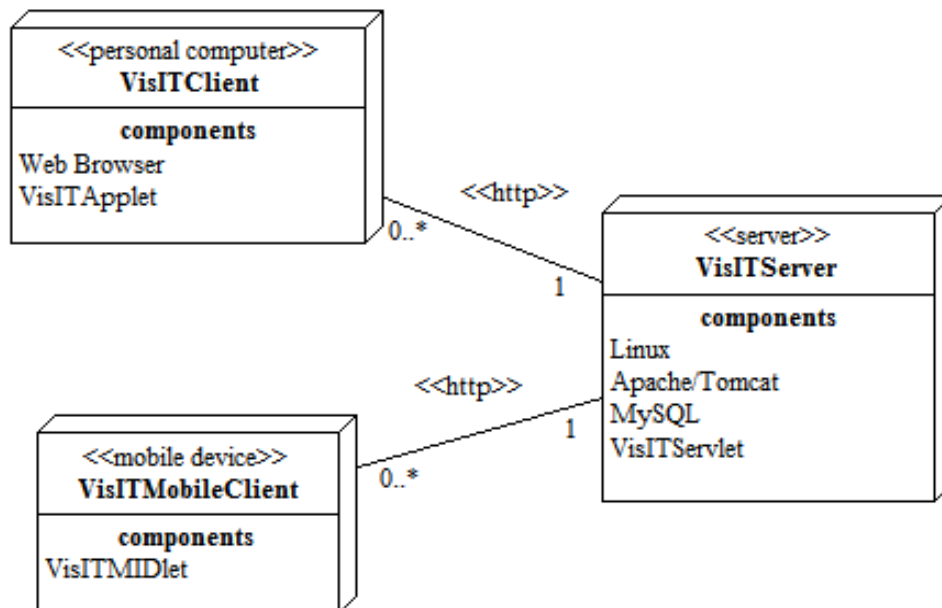 <<personal computer>>
VisITClient
components
Web Browser
VisITApplet
<<http>>
0..*
1
<<server>>
VisITServer
components
Linux
Apache/Tomcat
MySQL
VisITServlet
<<http>>
1
0..*
<<mobile device>>
VisITMobileClient
components
VisITMIDlet